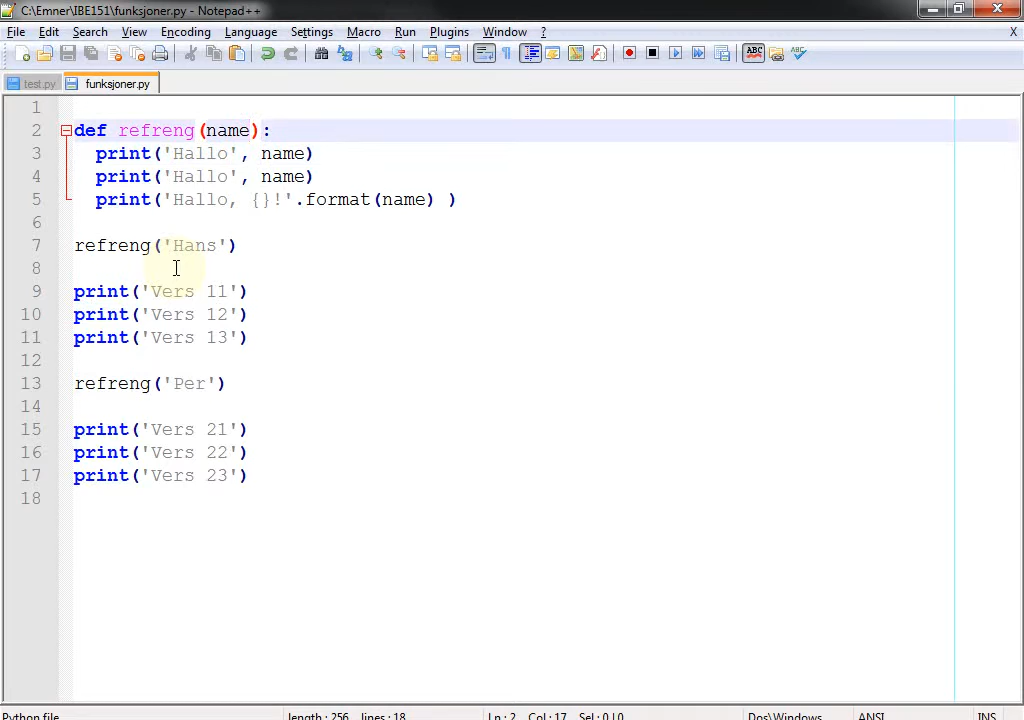 C:\Emner\IBE151\funksjoner.py - Notepad++
File Edit Search View Encoding Language Settings Macro Run Plugins Window ? X
ABC ABC
test.py funksjoner.py
1
2 def refreng(name):
3 print('Hallo', name)
4 print('Hallo', name)
5 print('Hallo, {}!'.format(name) )
6
7 refreng('Hans')
8
9 print('Vers 11')
10 print('Vers 12')
11 print('Vers 13')
12
13 refreng('Per')
14
15 print('Vers 21')
16 print('Vers 22')
17 print('Vers 23')
18
Python file length : 256 lines : 18 Ln : 2 Col : 17 Sel : 0 | 0 Dos\Windows ANSI INS